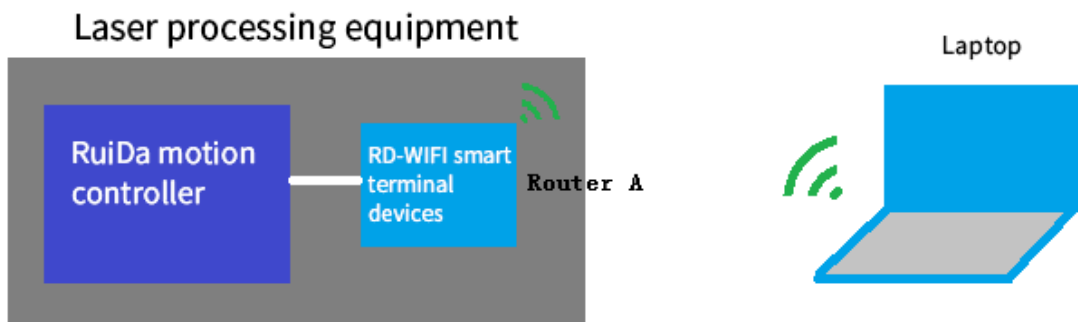 Laser processing equipment
Laptop
RuiDa motion
controller
RD-WIFI smart
terminal
devices
Router A